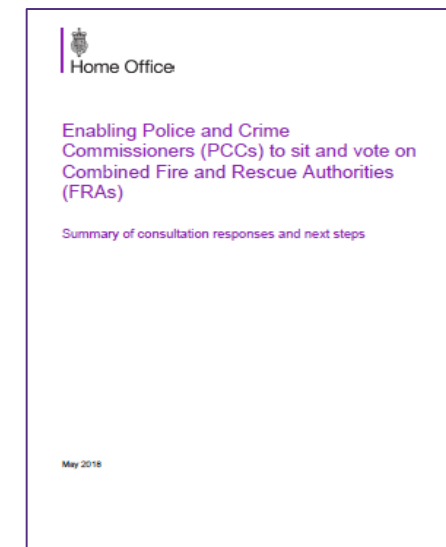 Home Office
Enabling Police and Crime
Commissioners (PCCs) to sit and vote on
Combined Fire and Rescue Authorities
(FRAs)
Summary of consultation responses and next steps
May 2018